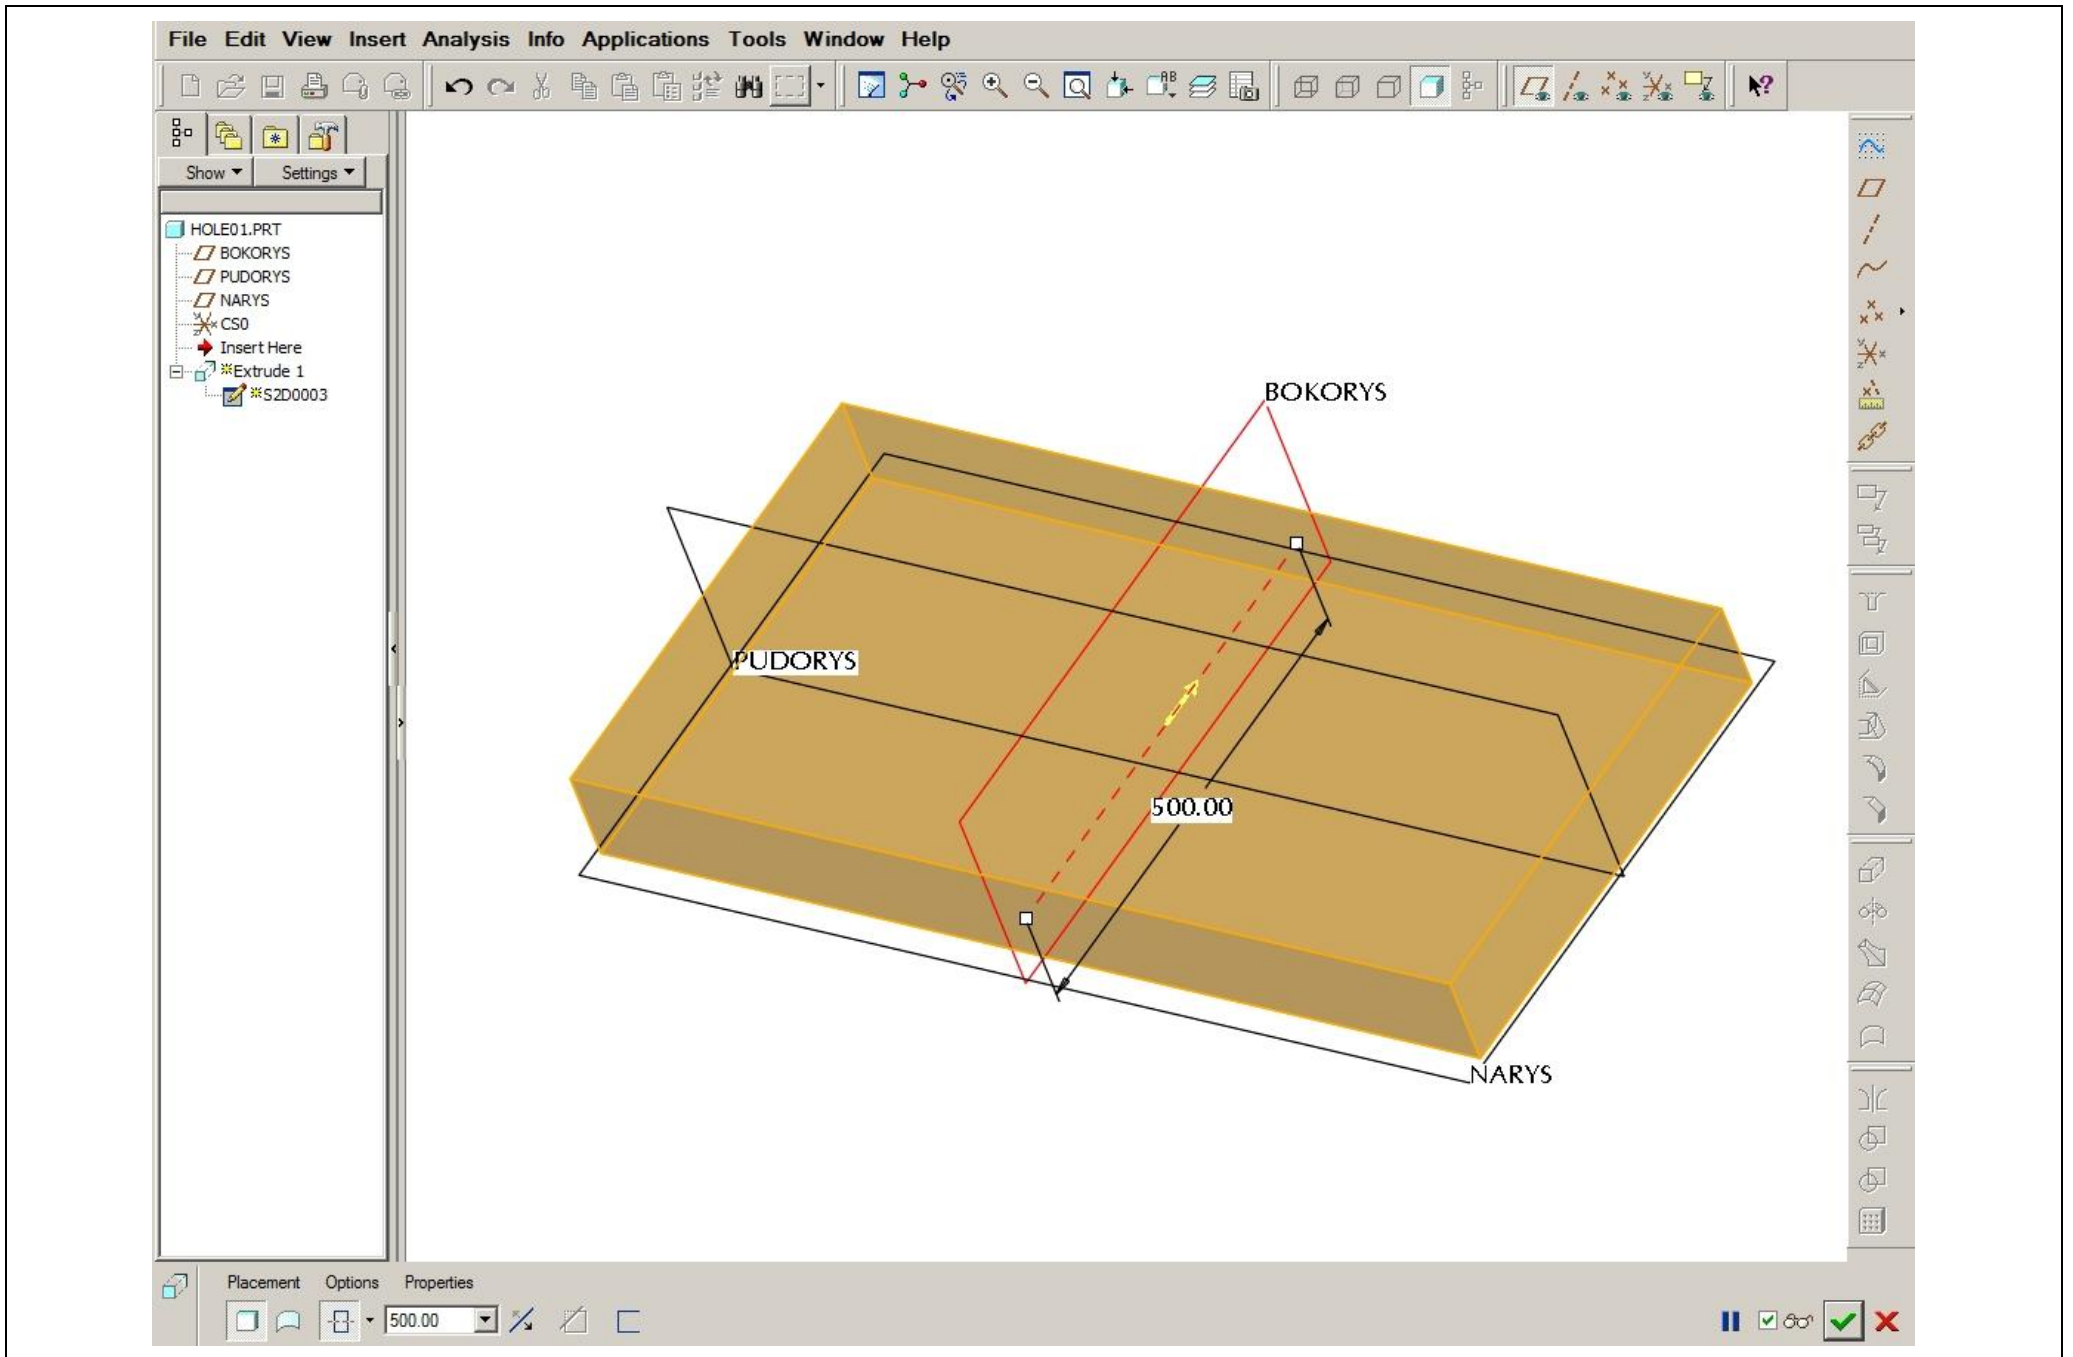 File Edit View Insert Analysis Info Applications Tools Window Help
Show Settings
HOLE01.PRT
BOKORYS
PUDORYS
NARYS
CS0
Insert Here
Extrude 1
S2D0003
BOKORYS
PUDORYS
500.00
NARYS
Placement Options Properties
500.00